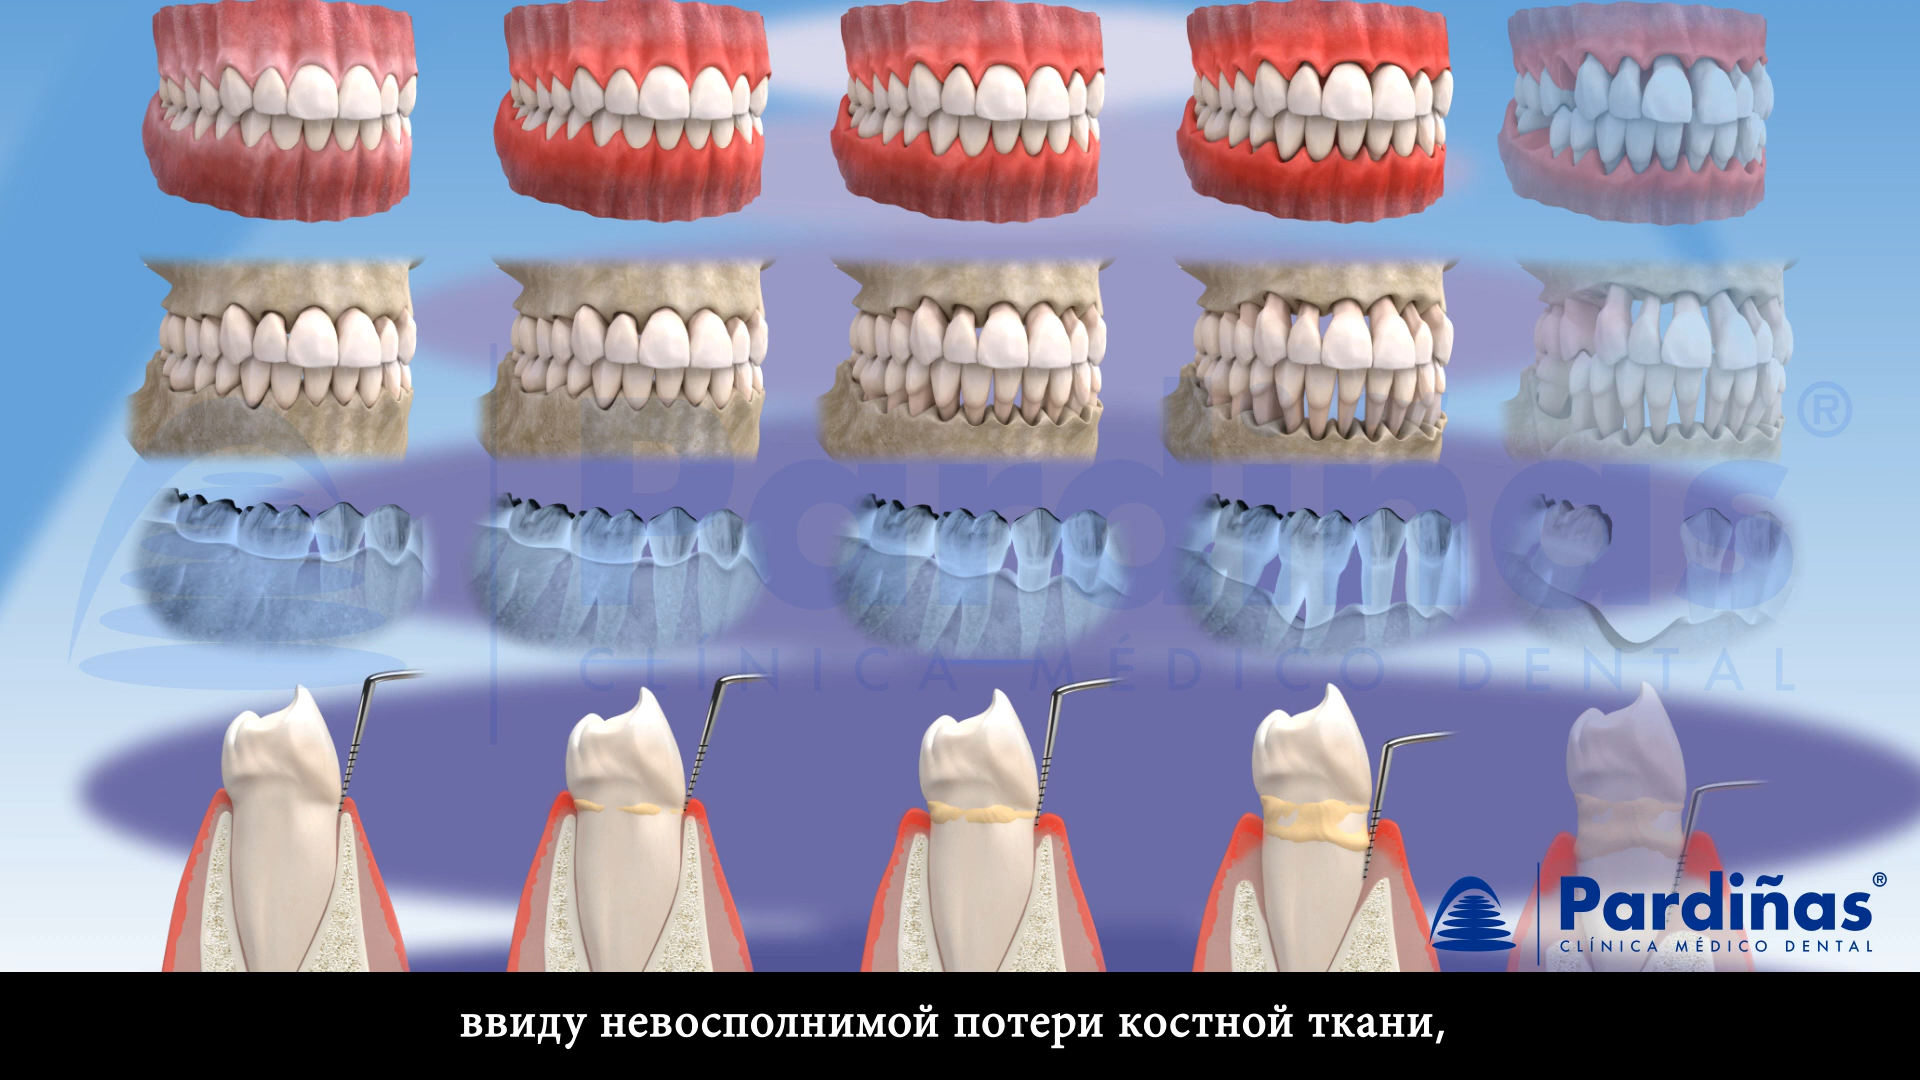 Pardiñas®
CLÍNICA MÉDICO DENTAL
Pardiñas®
CLÍNICA MÉDICO DENTAL
ввиду невосполнимой потери костной ткани,